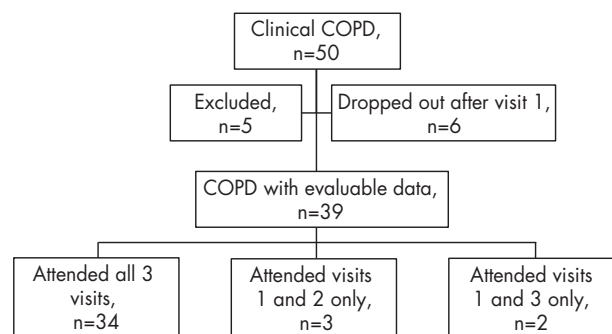 Clinical COPD,
n=50
Excluded,
n=5
Dropped out after visit 1,
n=6
COPD with evaluable data,
n=39
Attended all 3
visits,
n=34
Attended visits
1 and 2 only,
n=3
Attended visits
1 and 3 only,
n=2